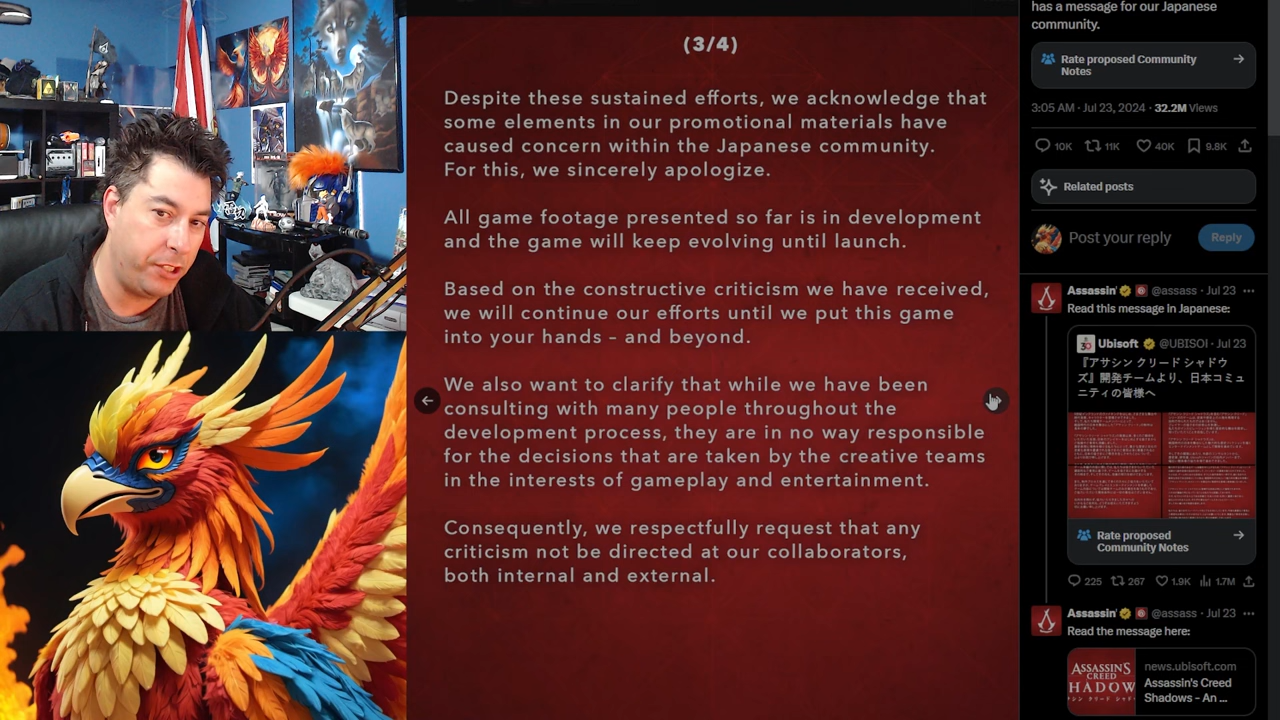 (3/4)
Despite these sustained efforts, we acknowledge that
some elements in our promotional materials have
caused concern within the Japanese community.
For this, we sincerely apologize.
All game footage presented so far is in development
and the game will keep evolving until launch.
Based on the constructive criticism we have received,
we will continue our efforts until we put this game
into your hands – and beyond.
We also want to clarify that while we have been
consulting with many people throughout the
development process, they are in no way responsible
for the decisions that are taken by the creative teams
in the interests of gameplay and entertainment.
Consequently, we respectfully request that any
criticism not be directed at our collaborators,
both internal and external.
has a message for our Japanese
community.
Rate proposed Community
Notes
3:05 AM · Jul 23, 2024 · 32.2M Views
10K 11K 40K 9.8K
Related posts
Post your reply
Reply
Assassin' @assass · Jul 23
Read this message in Japanese:
Ubisoft @UBISOI · Jul 23
『アサシン クリード シャドウ
ズ』開発チームより、日本コミュ
ニティの皆様へ
Rate proposed
Community Notes
225 267 1.9K 1.7M
Assassin' @assass · Jul 23
Read the message here:
ASSASSIN'S
CREED
HADOW
news.ubisoft.com
Assassin's Creed
Shadows – An ...